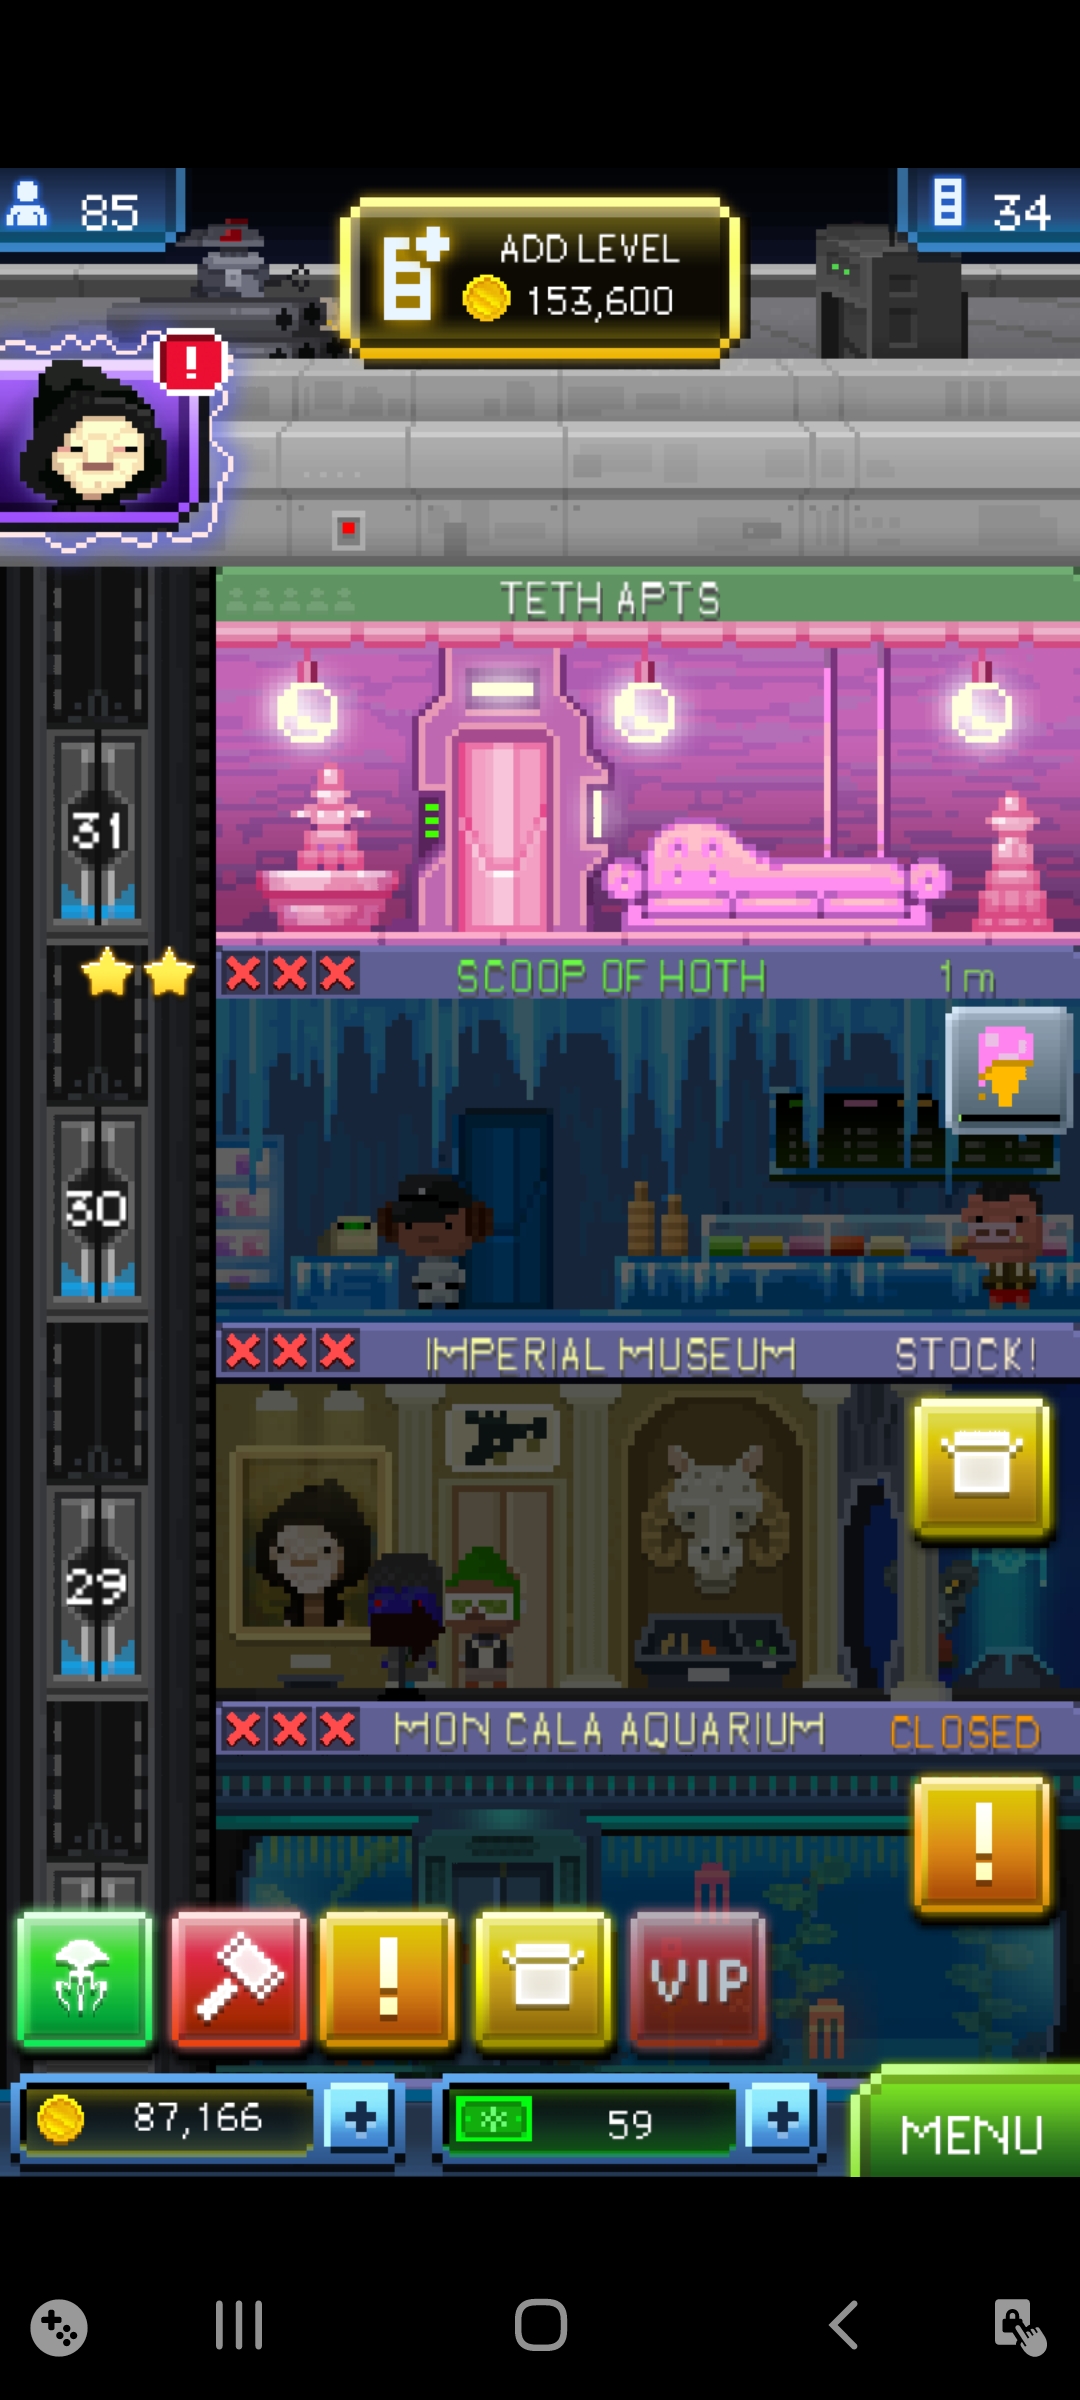 85
ADD LEVEL
153,600
34
!
TETH APTS
31
SCOOP OF HOTH 1m
30
IMPERIAL MUSEUM STOCK!
29
MON CALA AQUARIUM CLOSED
!
! VIP
87,166 + 59 + MENU